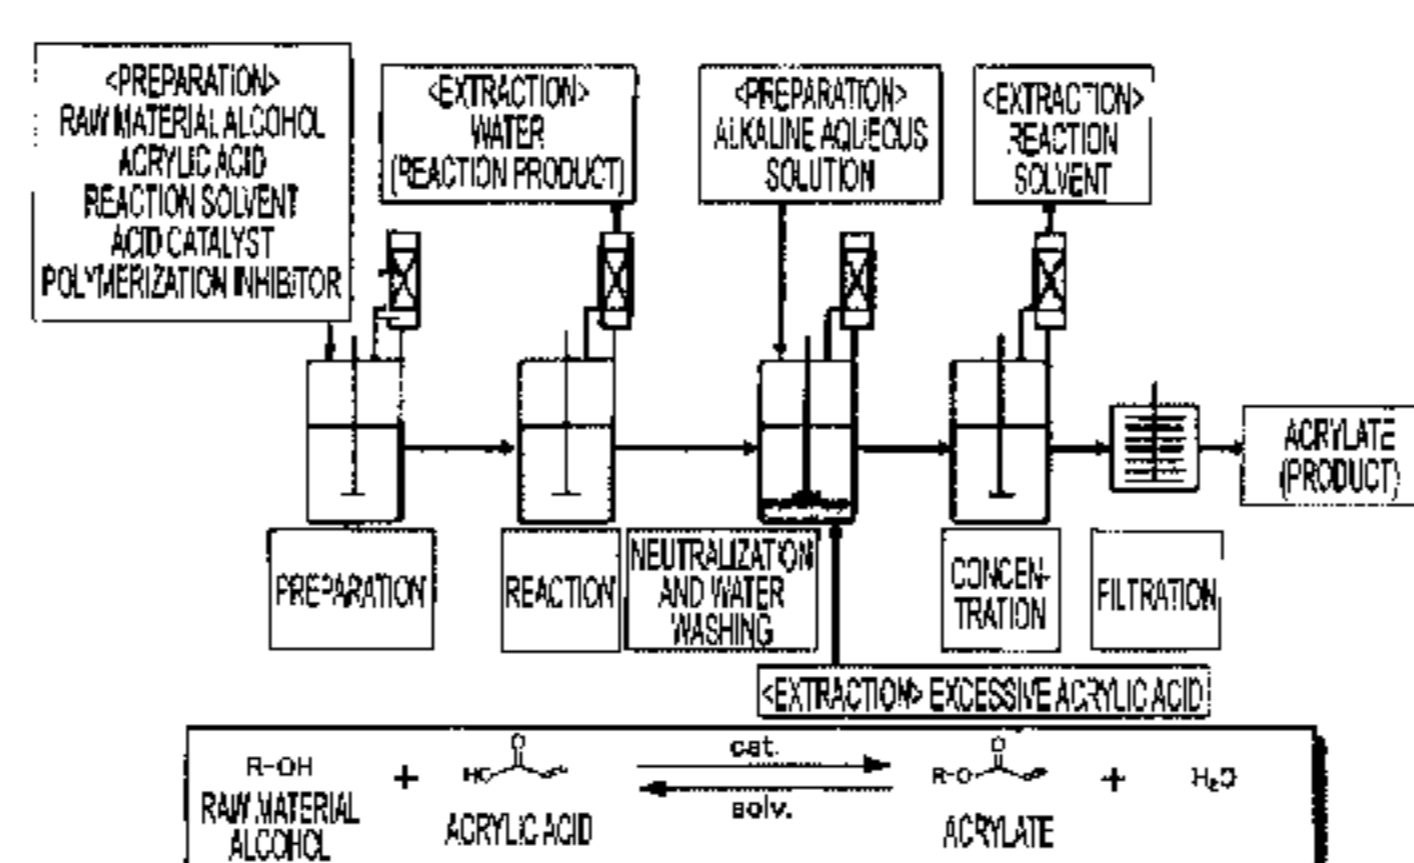 <PREPARATION>
RAW MATERIAL ALCOHOL
ACRYLIC ACID
REACTION SOLVENT
ACID CATALYST
POLYMERIZATION INHIBITOR
<EXTRACTION>
WATER
(REACTION PRODUCT)
<PREPARATION>
ALKALINE AQUEOUS
SOLUTION
<EXTRACTION>
REACTION
SOLVENT
ACRYLATE
(PRODUCT)
PREPARATION
REACTION
NEUTRALIZATION
AND WATER
WASHING
CONCEN-
TRATION
FILTRATION
<EXTRACTION> EXCESSIVE ACRYLIC ACID
R-OH
RAW MATERIAL
ALCOHOL
+
HO
O
ACRYLIC ACID
cat.
solv.
R-O
O
ACRYLATE
+
H₂O